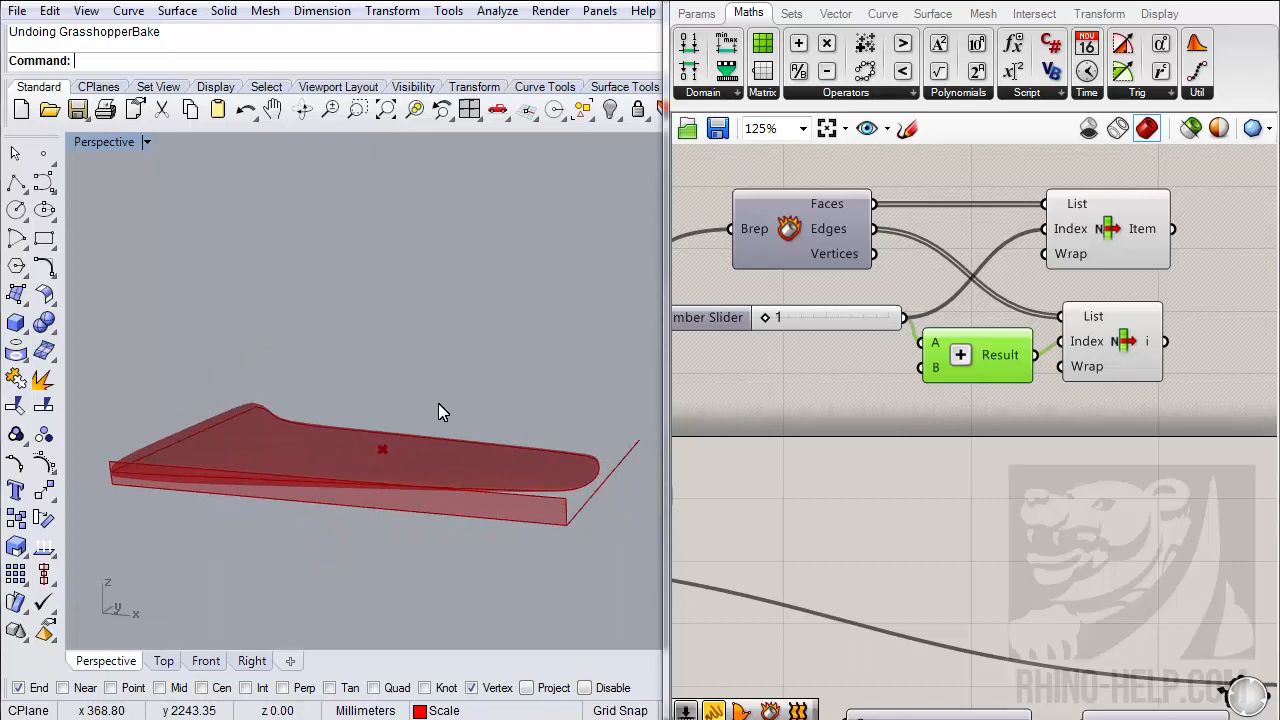 File Edit View Curve Surface Solid Mesh Dimension Transform Tools Analyze Render Panels Help
Undoing GrasshopperBake
Command:
Standard CPlanes Set View Display Select Viewport Layout Visibility Transform Curve Tools Surface Tools
Perspective
z
y
x
Perspective Top Front Right
End Near Point Mid Cen Int Perp Tan Quad Knot Vertex Project Disable
CPlane x 368.80 y 2243.35 z 0.00 Millimeters Scale Grid Snap
Params Maths Sets Vector Curve Surface Mesh Intersect Transform Display
Domain Matrix Operators Polynomials Script Time Trig Util
125%
Brep
Faces
Edges
Vertices
List
Index
Wrap
N
Item
mber Slider 1
A
B
Result
List
Index
Wrap
N
i
RHINO-HELP.COM